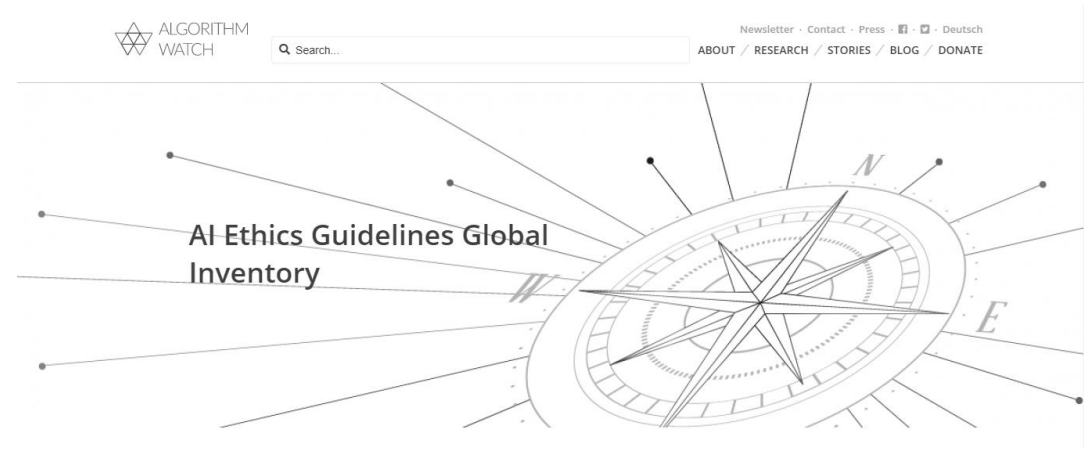 ALGORITHM
WATCH
Search...
Newsletter · Contact · Press · · · Deutsch
ABOUT / RESEARCH / STORIES / BLOG / DONATE
AI Ethics Guidelines Global
Inventory
N
W
E